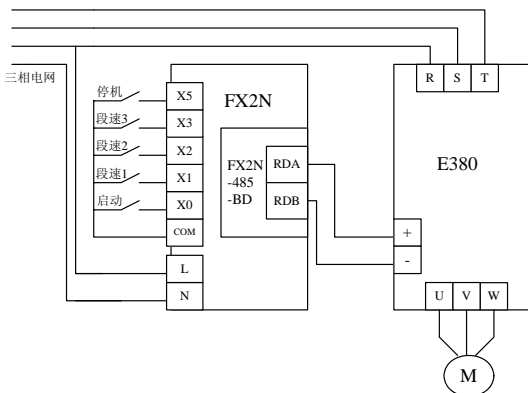 三相电网
停机
段速3
段速2
段速1
启动
X5
X3
X2
X1
X0
COM
L
N
FX2N
FX2N
-485
-BD
RDA
RDB
R S T
E380
+
-
U V W
M